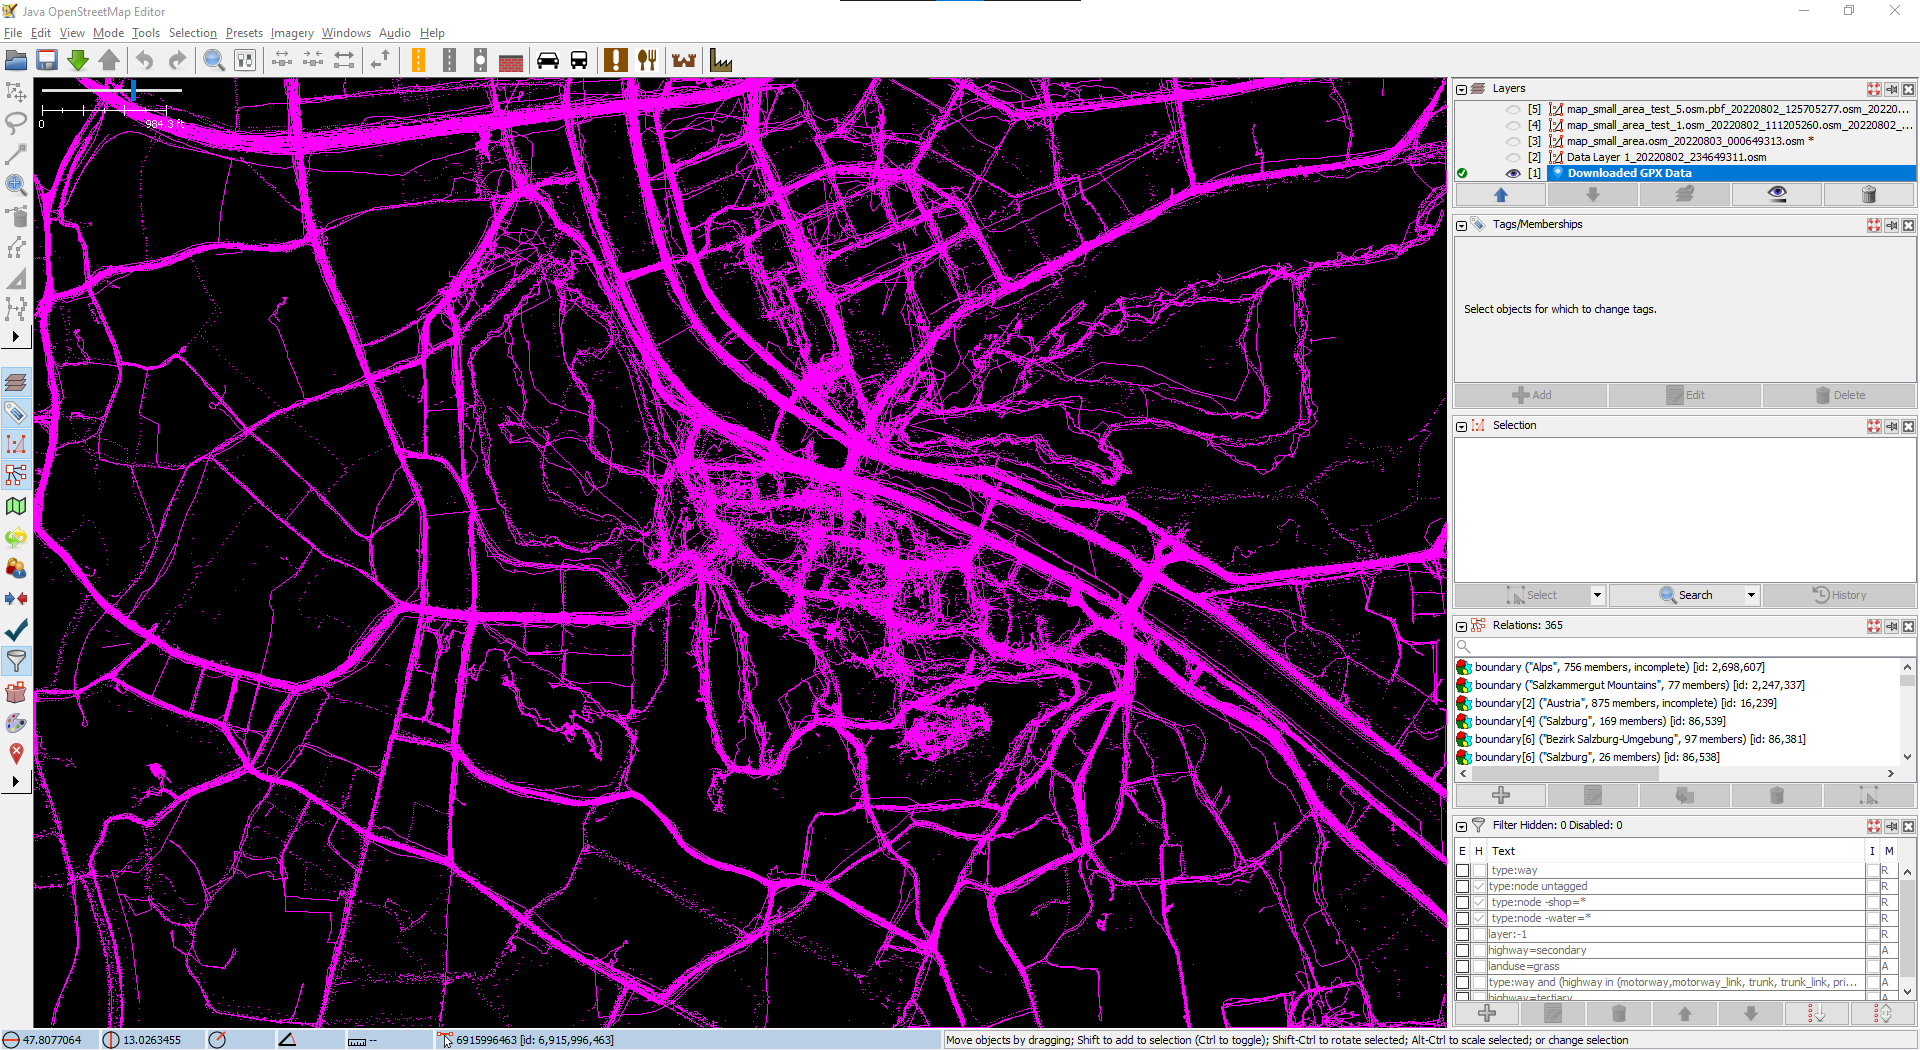 Java OpenStreetMap Editor
File Edit View Mode Tools Selection Presets Imagery Windows Audio Help
0 984.3 ft
Layers
[5] map_small_area_test_5.osm.pbf_20220802_125705277.osm_20220...
[4] map_small_area_test_1.osm_20220802_111205260.osm_20220802_...
[3] map_small_area.osm_20220803_000649313.osm *
[2] Data Layer 1_20220802_234649311.osm
[1] Downloaded GPX Data
Tags/Memberships
Select objects for which to change tags.
Add Edit Delete
Selection
Select Search History
Relations: 365
boundary ("Alps", 756 members, incomplete) [id: 2,698,607]
boundary ("Salzkammergut Mountains", 77 members) [id: 2,247,337]
boundary[2] ("Austria", 875 members, incomplete) [id: 16,239]
boundary[4] ("Salzburg", 169 members) [id: 86,539]
boundary[6] ("Bezirk Salzburg-Umgebung", 97 members) [id: 86,381]
boundary[6] ("Salzburg", 26 members) [id: 86,538]
Filter Hidden: 0 Disabled: 0
E H Text I M
type:way R
type:node untagged R
type:node -shop=* R
type:node -water=* R
layer:-1 R
highway=secondary A
landuse=grass A
type:way and (highway in (motorway,motorway_link, trunk, trunk_link, pri... A
highway=tertiary A
47.8077064 13.0263455 -- 6915996463 [id: 6,915,996,463] Move objects by dragging; Shift to add to selection (Ctrl to toggle); Shift-Ctrl to rotate selected; Alt-Ctrl to scale selected; or change selection